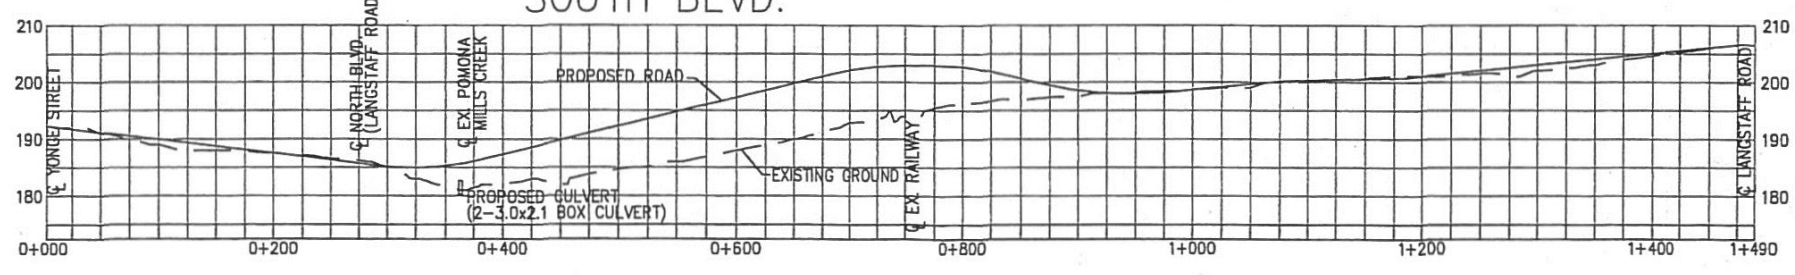 SOUTH BLVD.
210
200
190
180
℄ YONGE STREET
℄ NORTH BLVD.
(LANGSTAFF ROAD
℄ EX. POMONA
MILLS CREEK
PROPOSED ROAD
PROPOSED CULVERT
(2-3.0x2.1 BOX CULVERT)
EXISTING GROUND
℄ EX. RAILWAY
℄ LANGSTAFF ROAD
210
200
190
180
0+000 0+200 0+400 0+600 0+800 1+000 1+200 1+400 1+490